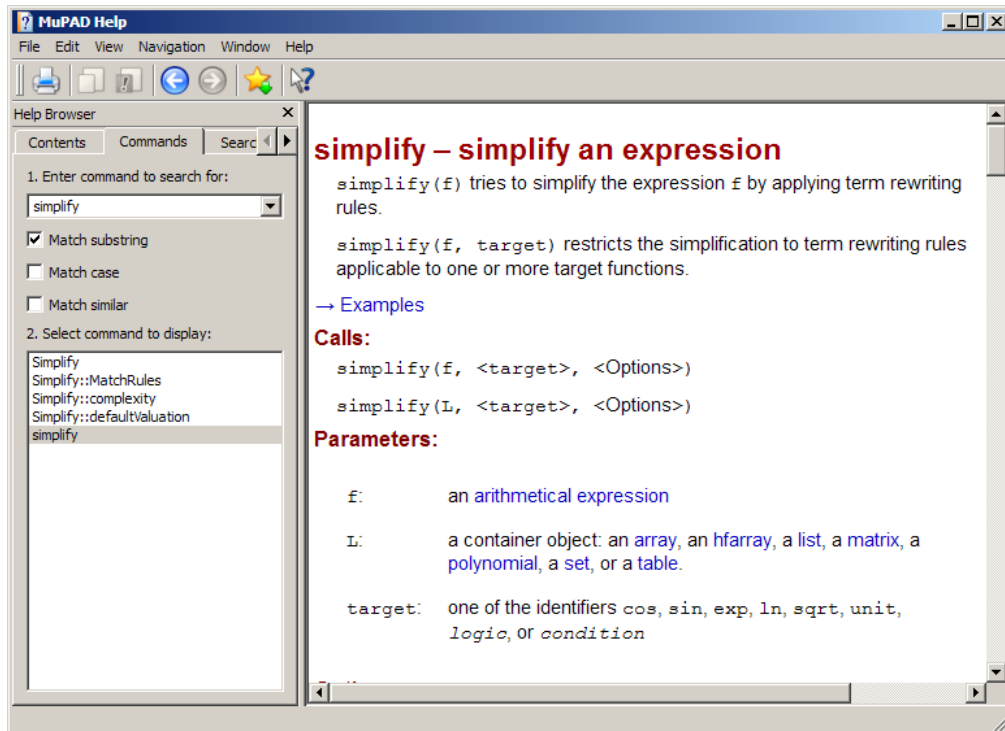 MuPAD Help
File Edit View Navigation Window Help
Help Browser
Contents Commands Searc
1. Enter command to search for:
simplify
Match substring
Match case
Match similar
2. Select command to display:
Simplify
Simplify::MatchRules
Simplify::complexity
Simplify::defaultValuation
simplify
simplify – simplify an expression
simplify(f) tries to simplify the expression f by applying term rewriting
rules.
simplify(f, target) restricts the simplification to term rewriting rules
applicable to one or more target functions.
→ Examples
Calls:
simplify(f, <target>, <Options>)
simplify(L, <target>, <Options>)
Parameters:
f: an arithmetical expression
L: a container object: an array, an hfarray, a list, a matrix, a
polynomial, a set, or a table.
target: one of the identifiers cos, sin, exp, ln, sqrt, unit,
logic, or condition